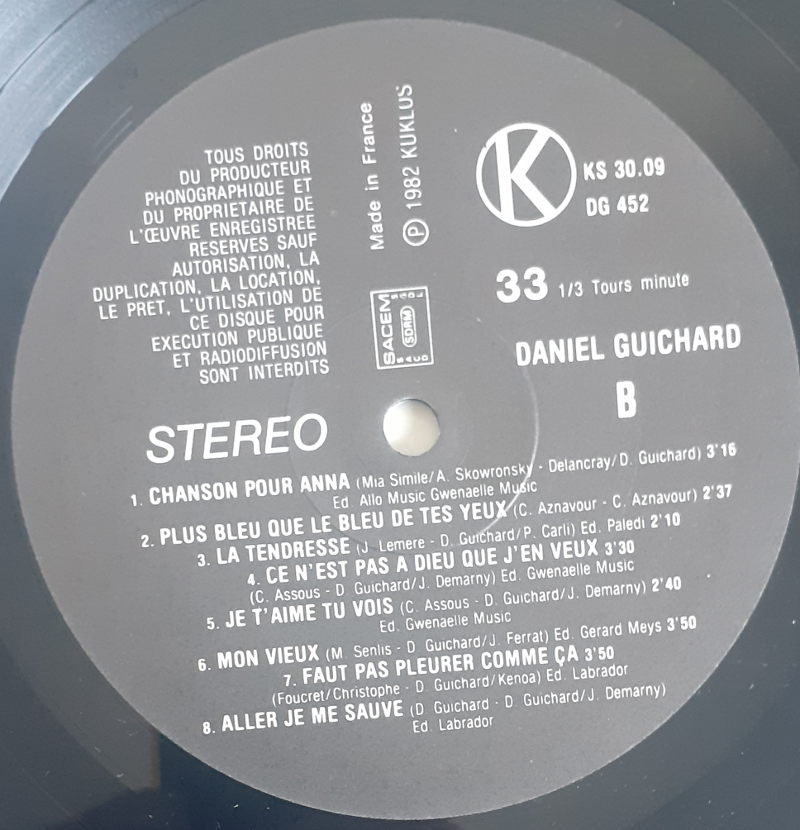 TOUS DROITS
DU PRODUCTEUR
PHONOGRAPHIQUE ET
DU PROPRIETAIRE DE
L'ŒUVRE ENREGISTREE
RESERVES SAUF
AUTORISATION, LA
DUPLICATION, LA LOCATION,
LE PRET, L'UTILISATION DE
CE DISQUE POUR
EXECUTION PUBLIQUE
ET RADIODIFFUSION
SONT INTERDITS
Made in France
Ⓟ 1982 KUKLUS
SACEM
SDRM
SACD
SGDL
K
KS 30.09
DG 452
33 1/3 Tours minute
DANIEL GUICHARD
B
STEREO
1. CHANSON POUR ANNA (Mia Simile/A. Skowronsky - Delancray/D. Guichard) 3'16
Ed. Allo Music Gwenaelle Music
2. PLUS BLEU QUE LE BLEU DE TES YEUX (C. Aznavour - C. Aznavour) 2'37
3. LA TENDRESSE (J. Lemere - D. Guichard/P. Carli) Ed. Paledi 2'10
4. CE N'EST PAS A DIEU QUE J'EN VEUX 3'30
(C. Assous - D. Guichard/J. Demarny) Ed. Gwenaelle Music
5. JE T'AIME TU VOIS (C. Assous - D. Guichard/J. Demarny) 2'40
Ed. Gwenaelle Music
6. MON VIEUX (M. Senlis - D. Guichard/J. Ferrat) Ed. Gerard Meys 3'50
7. FAUT PAS PLEURER COMME ÇA 3'50
(Foucret/Christophe - D. Guichard/Kenoa) Ed. Labrador
8. ALLER JE ME SAUVE (D. Guichard - D. Guichard/J. Demarny)
Ed. Labrador